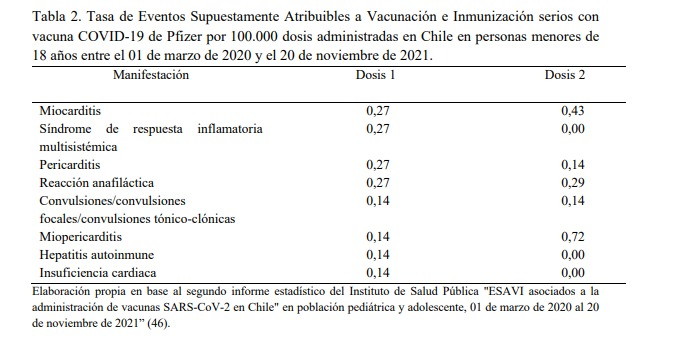 Tabla 2. Tasa de Eventos Supuestamente Atribuibles a Vacunación e Inmunización serios con
vacuna COVID-19 de Pfizer por 100.000 dosis administradas en Chile en personas menores de
18 años entre el 01 de marzo de 2020 y el 20 de noviembre de 2021.
Manifestación Dosis 1 Dosis 2
Miocarditis 0,27 0,43
Síndrome de respuesta inflamatoria 0,27 0,00
multisistémica
Pericarditis 0,27 0,14
Reacción anafiláctica 0,27 0,29
Convulsiones/convulsiones 0,14 0,14
focales/convulsiones tónico-clónicas
Miopericarditis 0,14 0,72
Hepatitis autoinmune 0,14 0,00
Insuficiencia cardiaca 0,14 0,00
Elaboración propia en base al segundo informe estadístico del Instituto de Salud Pública "ESAVI asociados a la
administración de vacunas SARS-CoV-2 en Chile" en población pediátrica y adolescente, 01 de marzo de 2020 al 20
de noviembre de 2021” (46).